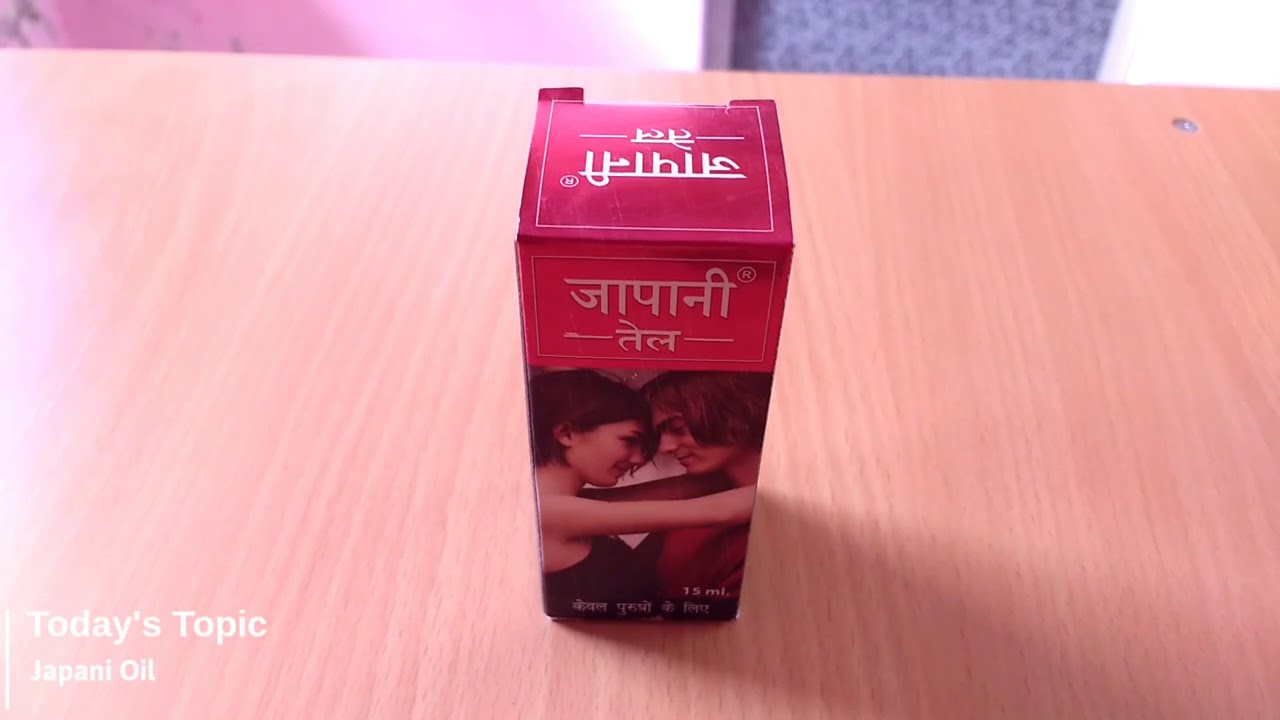 जापानी®
तेल
जापानी®
तेल
15 ml.
केवल पुरुषों के लिए
Today's Topic
Japani Oil